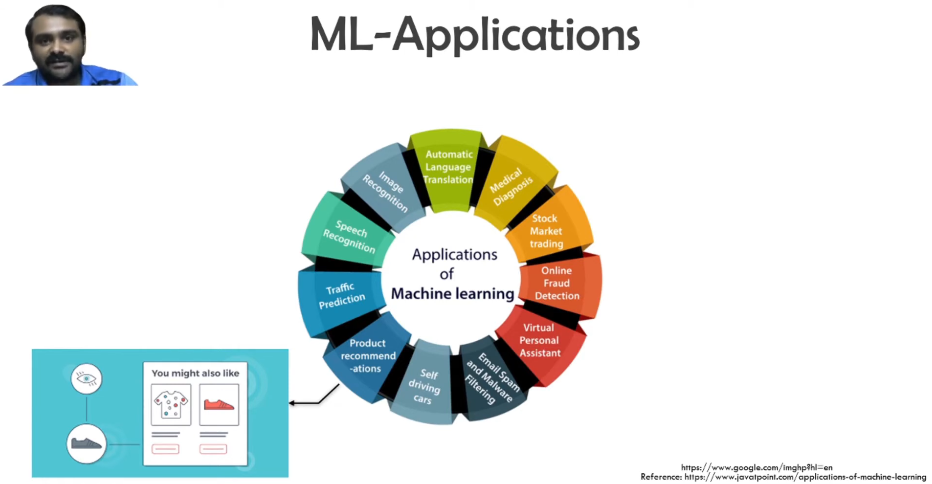 ML-Applications
Automatic
Language
Translation
Medical
Diagnosis
Stock
Market
trading
Online
Fraud
Detection
Virtual
Personal
Assistant
Email Spam
and Malware
Filtering
Self
driving
cars
Product
recommend
-ations
Traffic
Prediction
Speech
Recognition
Image
Recognition
Applications
of
Machine learning
You might also like
https://www.google.com/imghp?hl=en
Reference: https://www.javatpoint.com/applications-of-machine-learning